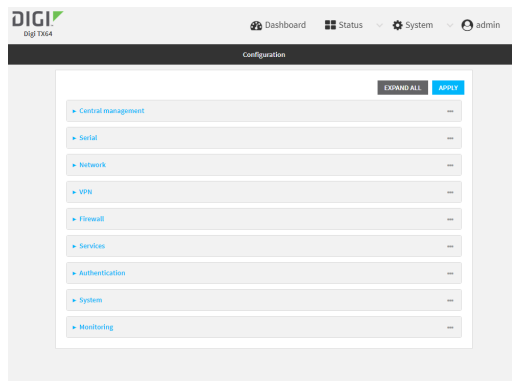 DIGI.
Digi TX64
Dashboard Status System admin
Configuration
EXPAND ALL APPLY
Central management
Serial
Network
VPN
Firewall
Services
Authentication
System
Monitoring